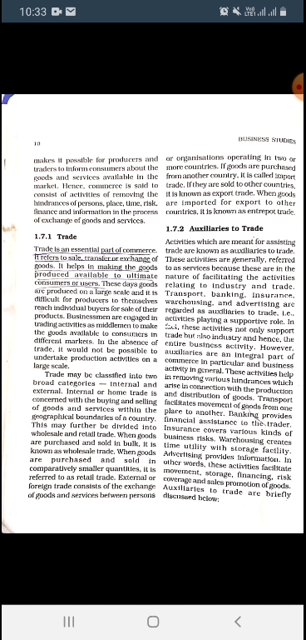 10:33
10
BUSINESS STUDIES
makes it possible for producers and
traders to inform consumers about the
goods and services available in the
market. Hence, commerce is said to
consist of activities of removing the
hindrances of persons, place, time, risk,
finance and information in the process
of exchange of goods and services.
1.7.1 Trade
Trade is an essential part of commerce.
It refers to sale, transfer or exchange of
goods. It helps in making the goods
produced available to ultimate
consumers or users. These days goods
are produced on a large scale and it is
difficult for producers to themselves
reach individual buyers for sale of their
products. Businessmen are engaged in
trading activities as middlemen to make
the goods available to consumers in
different markets. In the absence of
trade, it would not be possible to
undertake production activities on a
large scale.
Trade may be classified into two
broad categories – internal and
external. Internal or home trade is
concerned with the buying and selling
of goods and services within the
geographical boundaries of a country.
This may further be divided into
wholesale and retail trade. When goods
are purchased and sold in bulk, it is
known as wholesale trade. When goods
are purchased and sold in
comparatively smaller quantities, it is
referred to as retail trade. External or
foreign trade consists of the exchange
of goods and services between persons
or organisations operating in two or
more countries. If goods are purchased
from another country, it is called import
trade. If they are sold to other countries,
it is known as export trade. When goods
are imported for export to other
countries, it is known as entrepot trade.
1.7.2 Auxiliaries to Trade
Activities which are meant for assisting
trade are known as auxiliaries to trade.
These activities are generally, referred
to as services because these are in the
nature of facilitating the activities
relating to industry and trade.
Transport, banking, insurance,
warehousing, and advertising are
regarded as auxiliaries to trade, i.e.,
activities playing a supportive role. In
fact, these activities not only support
trade but also industry and hence, the
entire business activity. However,
auxiliaries are an integral part of
commerce in particular and business
activity in general. These activities help
in removing various hindrances which
arise in connection with the production
and distribution of goods. Transport
facilitates movement of goods from one
place to another. Banking provides
financial assistance to the trader.
Insurance covers various kinds of
business risks. Warehousing creates
time utility with storage facility.
Advertising provides information. In
other words, these activities facilitate
movement, storage, financing, risk
coverage and sales promotion of goods.
Auxiliaries to trade are briefly
discussed below: